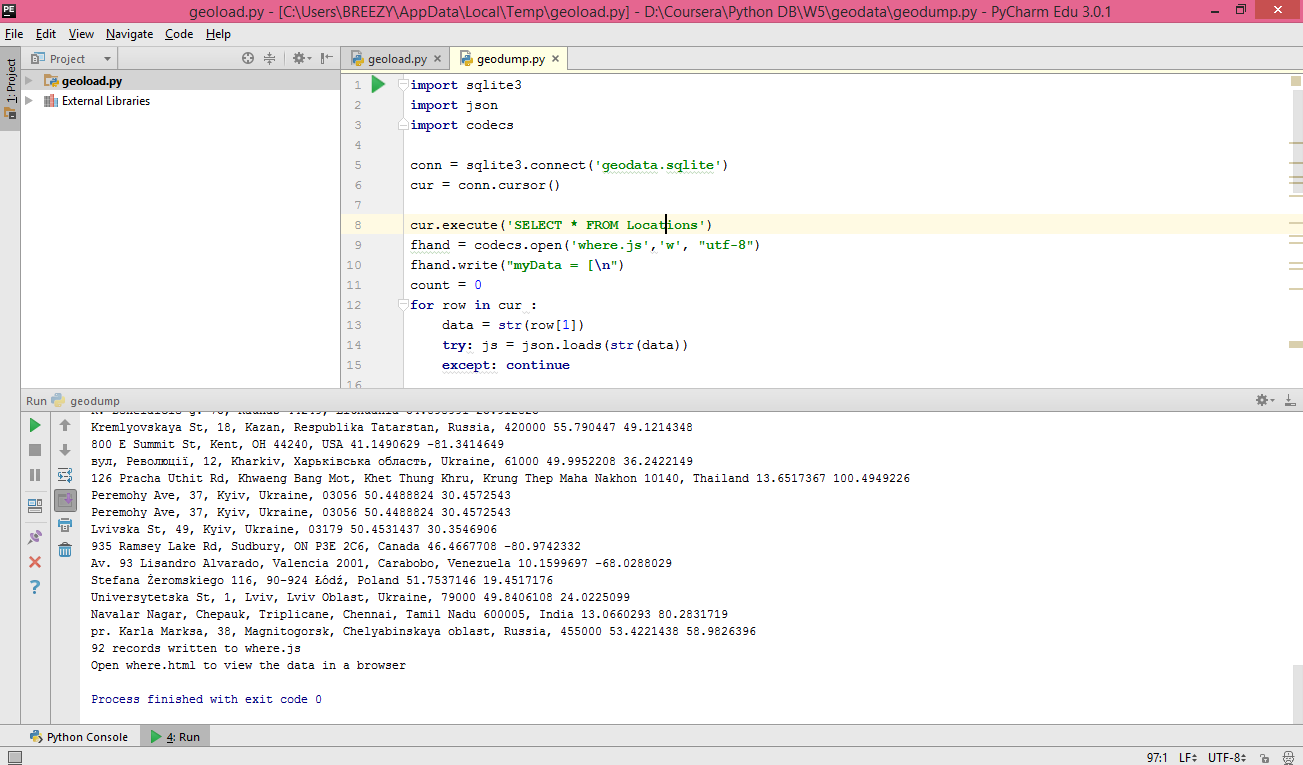 PE
geoload.py - [C:\Users\BREEZY\AppData\Local\Temp\geoload.py] - D:\Coursera\Python DB\W5\geodata\geodump.py - PyCharm Edu 3.0.1
File Edit View Navigate Code Help
1: Project
Project
geoload.py
External Libraries
geoload.py × geodump.py ×
1 import sqlite3
2 import json
3 import codecs
4
5 conn = sqlite3.connect('geodata.sqlite')
6 cur = conn.cursor()
7
8 cur.execute('SELECT * FROM Locations')
9 fhand = codecs.open('where.js','w', "utf-8")
10 fhand.write("myData = [\n")
11 count = 0
12 for row in cur :
13 data = str(row[1])
14 try: js = json.loads(str(data))
15 except: continue
16
Run geodump
Kremlyovskaya St, 18, Kazan, Respublika Tatarstan, Russia, 420000 55.790447 49.1214348
800 E Summit St, Kent, OH 44240, USA 41.1490629 -81.3414649
вул, Революції, 12, Kharkiv, Харьківська область, Ukraine, 61000 49.9952208 36.2422149
126 Pracha Uthit Rd, Khwaeng Bang Mot, Khet Thung Khru, Krung Thep Maha Nakhon 10140, Thailand 13.6517367 100.4949226
Peremohy Ave, 37, Kyiv, Ukraine, 03056 50.4488824 30.4572543
Peremohy Ave, 37, Kyiv, Ukraine, 03056 50.4488824 30.4572543
Lvivska St, 49, Kyiv, Ukraine, 03179 50.4531437 30.3546906
935 Ramsey Lake Rd, Sudbury, ON P3E 2C6, Canada 46.4667708 -80.9742332
Av. 93 Lisandro Alvarado, Valencia 2001, Carabobo, Venezuela 10.1599697 -68.0288029
Stefana Żeromskiego 116, 90-924 Łódź, Poland 51.7537146 19.4517176
Universytetska St, 1, Lviv, Lviv Oblast, Ukraine, 79000 49.8406108 24.0225099
Navalar Nagar, Chepauk, Triplicane, Chennai, Tamil Nadu 600005, India 13.0660293 80.2831719
pr. Karla Marksa, 38, Magnitogorsk, Chelyabinskaya oblast, Russia, 455000 53.4221438 58.9826396
92 records written to where.js
Open where.html to view the data in a browser
Process finished with exit code 0
Python Console 4: Run
97:1 LF UTF-8